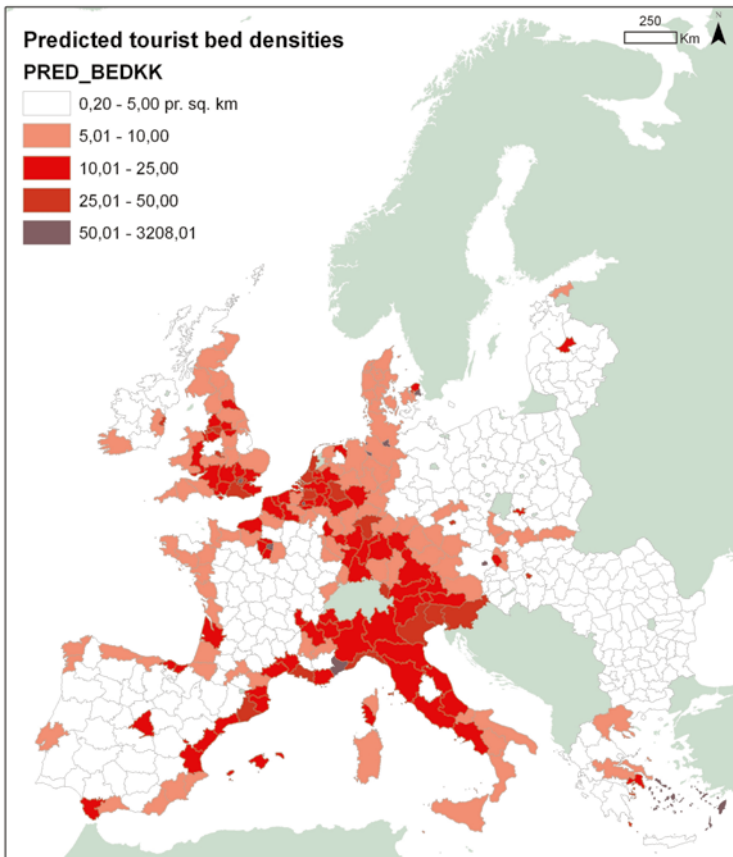 Predicted tourist bed densities
PRED_BEDKK
0,20 - 5,00 pr. sq. km
5,01 - 10,00
10,01 - 25,00
25,01 - 50,00
50,01 - 3208,01
250
Km
N